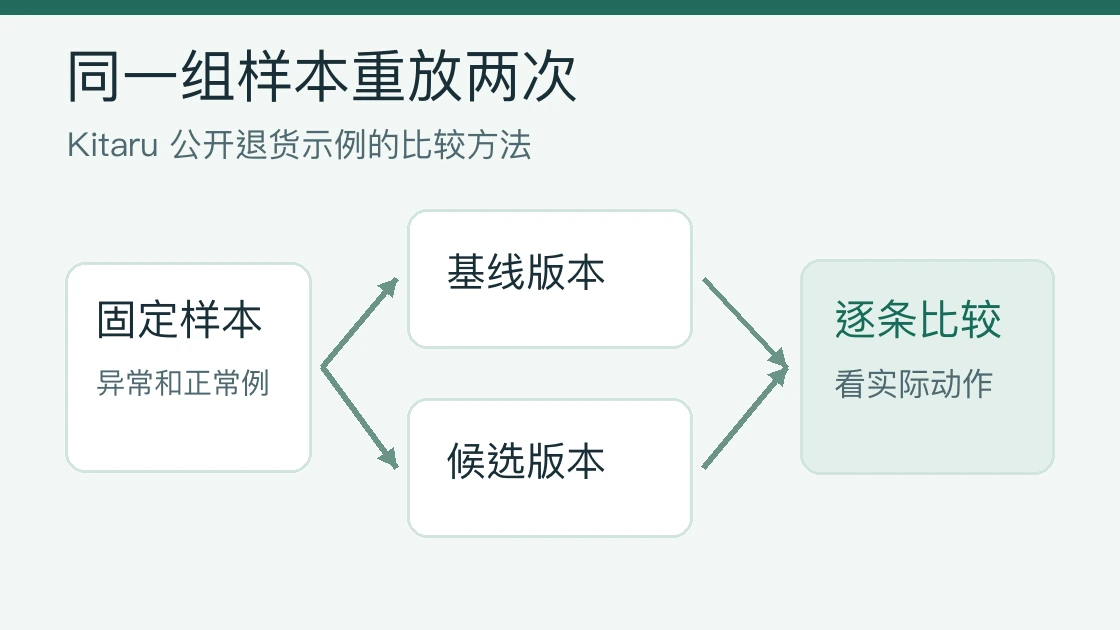 同一组样本重放两次
Kitaru 公开退货示例的比较方法
固定样本
异常和正常例
基线版本
候选版本
逐条比较
看实际动作